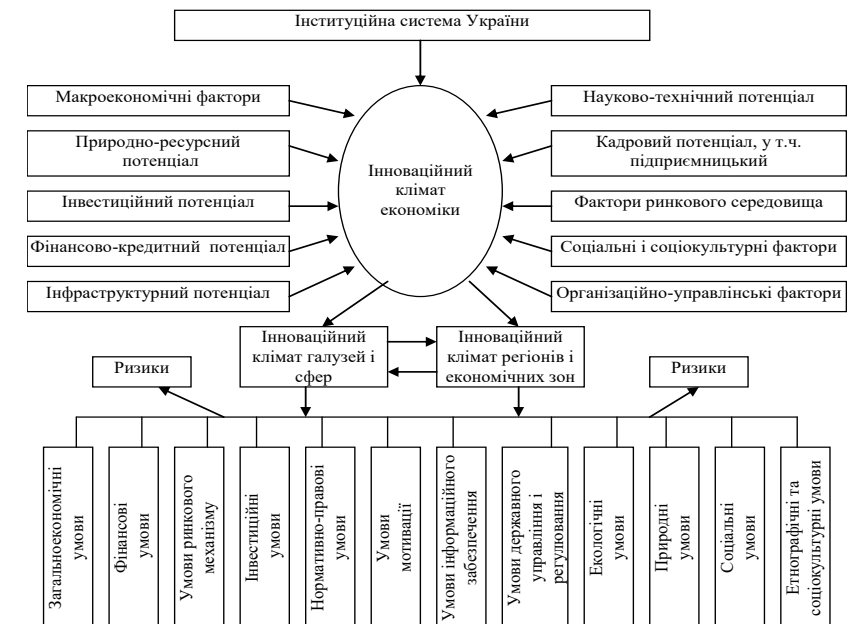 Інституційна система України
Макроекономічні фактори
Природно-ресурсний
потенціал
Інвестиційний потенціал
Фінансово-кредитний потенціал
Інфраструктурний потенціал
Інноваційний
клімат
економіки
Науково-технічний потенціал
Кадровий потенціал, у т.ч.
підприємницький
Фактори ринкового середовища
Соціальні і соціокультурні фактори
Організаційно-управлінські фактори
Інноваційний
клімат галузей і
сфер
Інноваційний
клімат регіонів і
економічних зон
Ризики
Ризики
Загальноекономічні
умови
Фінансові
умови
Умови ринкового
механізму
Інвестиційні
умови
Нормативно-правові
умови
Умови
мотивації
Умови інформаційного
забезпечення
Умови державного
управління і
регулювання
Екологічні
умови
Природні
умови
Соціальні
умови
Етнографічні та
соціокультурні умови